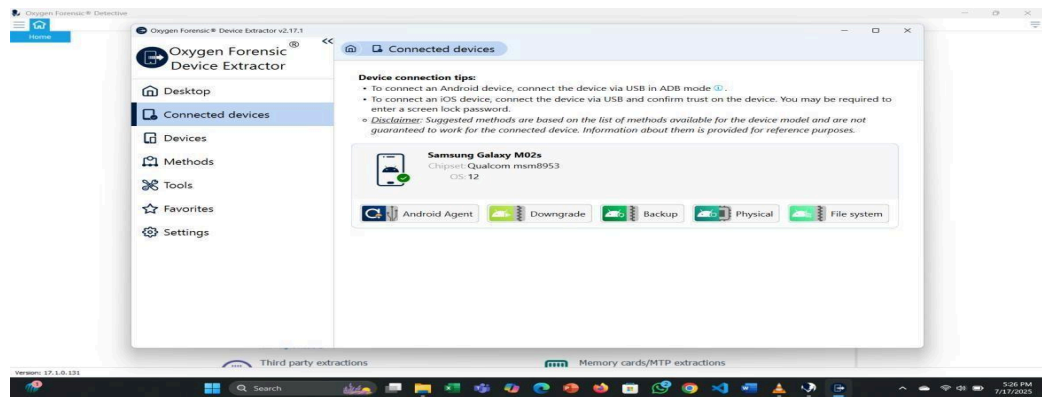 Oxygen Forensic® Detective
Home
Oxygen Forensic® Device Extractor v2.17.1
Oxygen Forensic®
Device Extractor
<<
Desktop
Connected devices
Devices
Methods
Tools
Favorites
Settings
Connected devices
Device connection tips:
• To connect an Android device, connect the device via USB in ADB mode ⓘ.
• To connect an iOS device, connect the device via USB and confirm trust on the device. You may be required to
enter a screen lock password.
Disclaimer: Suggested methods are based on the list of methods available for the device model and are not
guaranteed to work for the connected device. Information about them is provided for reference purposes.
Samsung Galaxy M02s
Chipset: Qualcom msm8953
OS: 12
Android Agent Downgrade Backup Physical File system
Third party extractions Memory cards/MTP extractions
Version: 17.1.0.131
Search
5:26 PM
7/17/2025